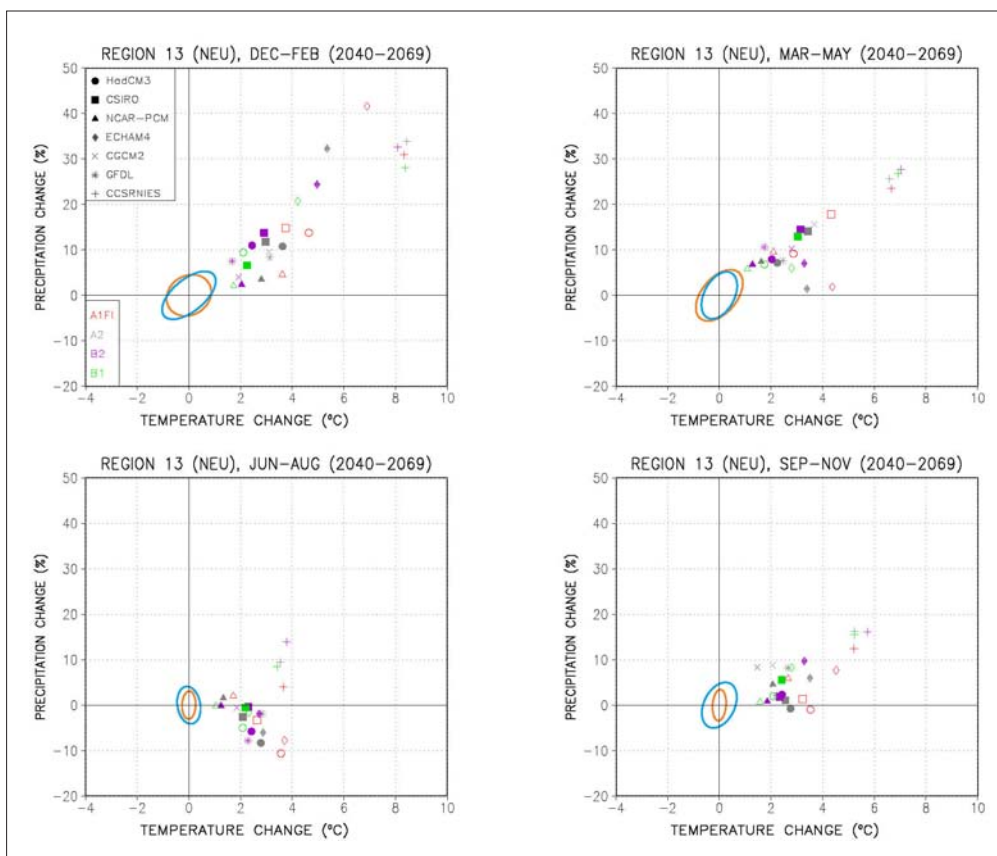 REGION 13 (NEU), DEC-FEB (2040-2069)
PRECIPITATION CHANGE (%)
50
40
30
20
10
0
-10
-20
HadCM3
CSIRO
NCAR-PCM
ECHAM4
CGCM2
GFDL
CCSRNIES
A1FI
A2
B2
B1
-4 -2 0 2 4 6 8 10
TEMPERATURE CHANGE (ºC)
REGION 13 (NEU), MAR-MAY (2040-2069)
PRECIPITATION CHANGE (%)
50
40
30
20
10
0
-10
-20
-4 -2 0 2 4 6 8 10
TEMPERATURE CHANGE (ºC)
REGION 13 (NEU), JUN-AUG (2040-2069)
PRECIPITATION CHANGE (%)
50
40
30
20
10
0
-10
-20
-4 -2 0 2 4 6 8 10
TEMPERATURE CHANGE (ºC)
REGION 13 (NEU), SEP-NOV (2040-2069)
PRECIPITATION CHANGE (%)
50
40
30
20
10
0
-10
-20
-4 -2 0 2 4 6 8 10
TEMPERATURE CHANGE (ºC)